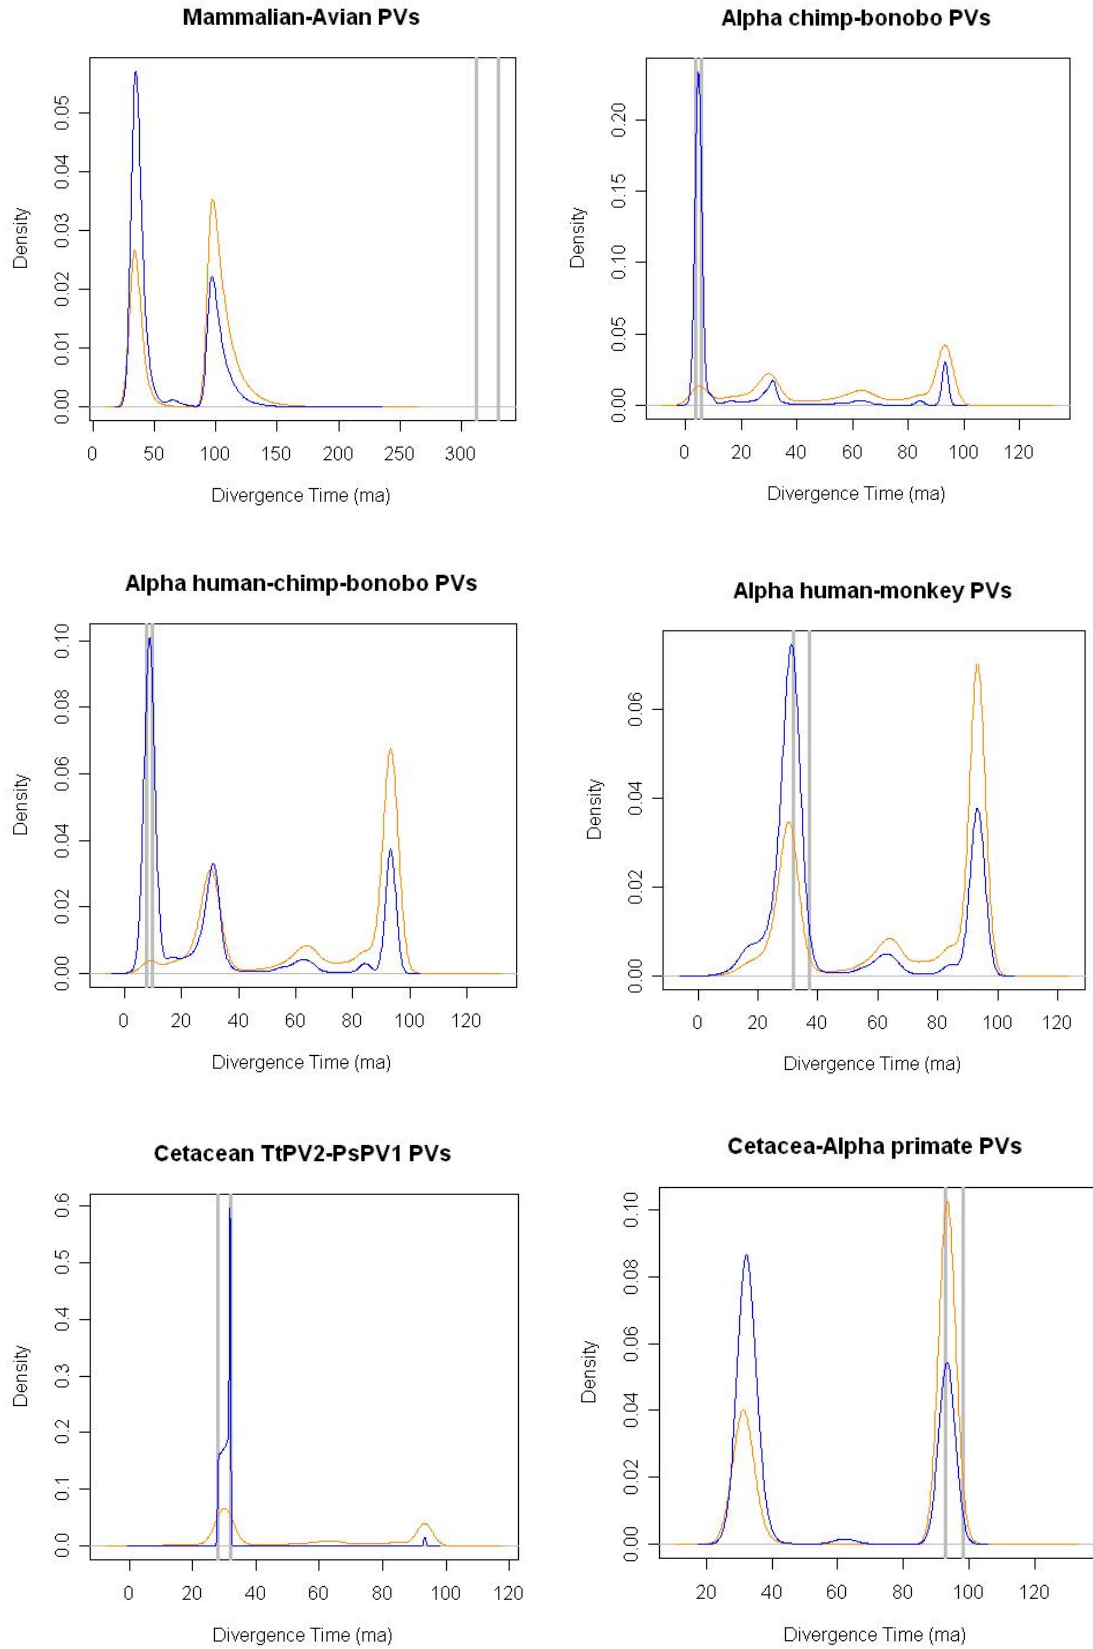 Mammalian-Avian PVs
Density
0.00 0.01 0.02 0.03 0.04 0.05
0 50 100 150 200 250 300
Divergence Time (ma)
Alpha chimp-bonobo PVs
Density
0.00 0.05 0.10 0.15 0.20
0 20 40 60 80 100 120
Divergence Time (ma)
Alpha human-chimp-bonobo PVs
Density
0.00 0.02 0.04 0.06 0.08 0.10
0 20 40 60 80 100 120
Divergence Time (ma)
Alpha human-monkey PVs
Density
0.00 0.02 0.04 0.06
0 20 40 60 80 100 120
Divergence Time (ma)
Cetacean TtPV2-PsPV1 PVs
Density
0.0 0.1 0.2 0.3 0.4 0.5 0.6
0 20 40 60 80 100 120
Divergence Time (ma)
Cetacea-Alpha primate PVs
Density
0.00 0.02 0.04 0.06 0.08 0.10
20 40 60 80 100 120
Divergence Time (ma)